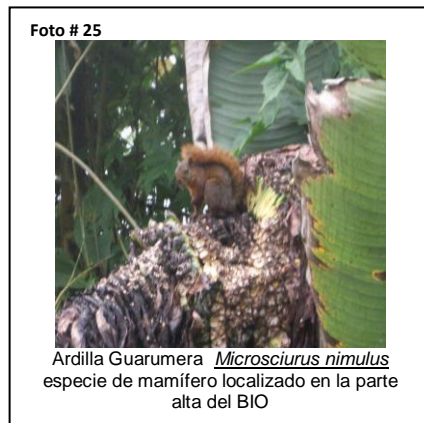 Foto # 25
Ardilla Guarumera Microsciurus nimulus
especie de mamífero localizado en la parte
alta del BIO